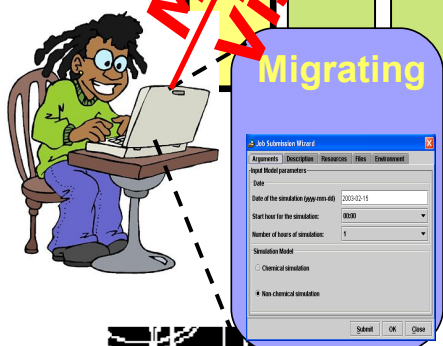 Migrating
Job Submission Wizard
Arguments Description Resources Files Environment
Input Model parameters
Date
Date of the simulation (yyyy-mm-dd) 2003-02-15
Start hour for the simulation: 00:00
Number of hours of simulation: 1
Simulation Model
Chemical simulation
Non-chemical simulation
Submit OK Close